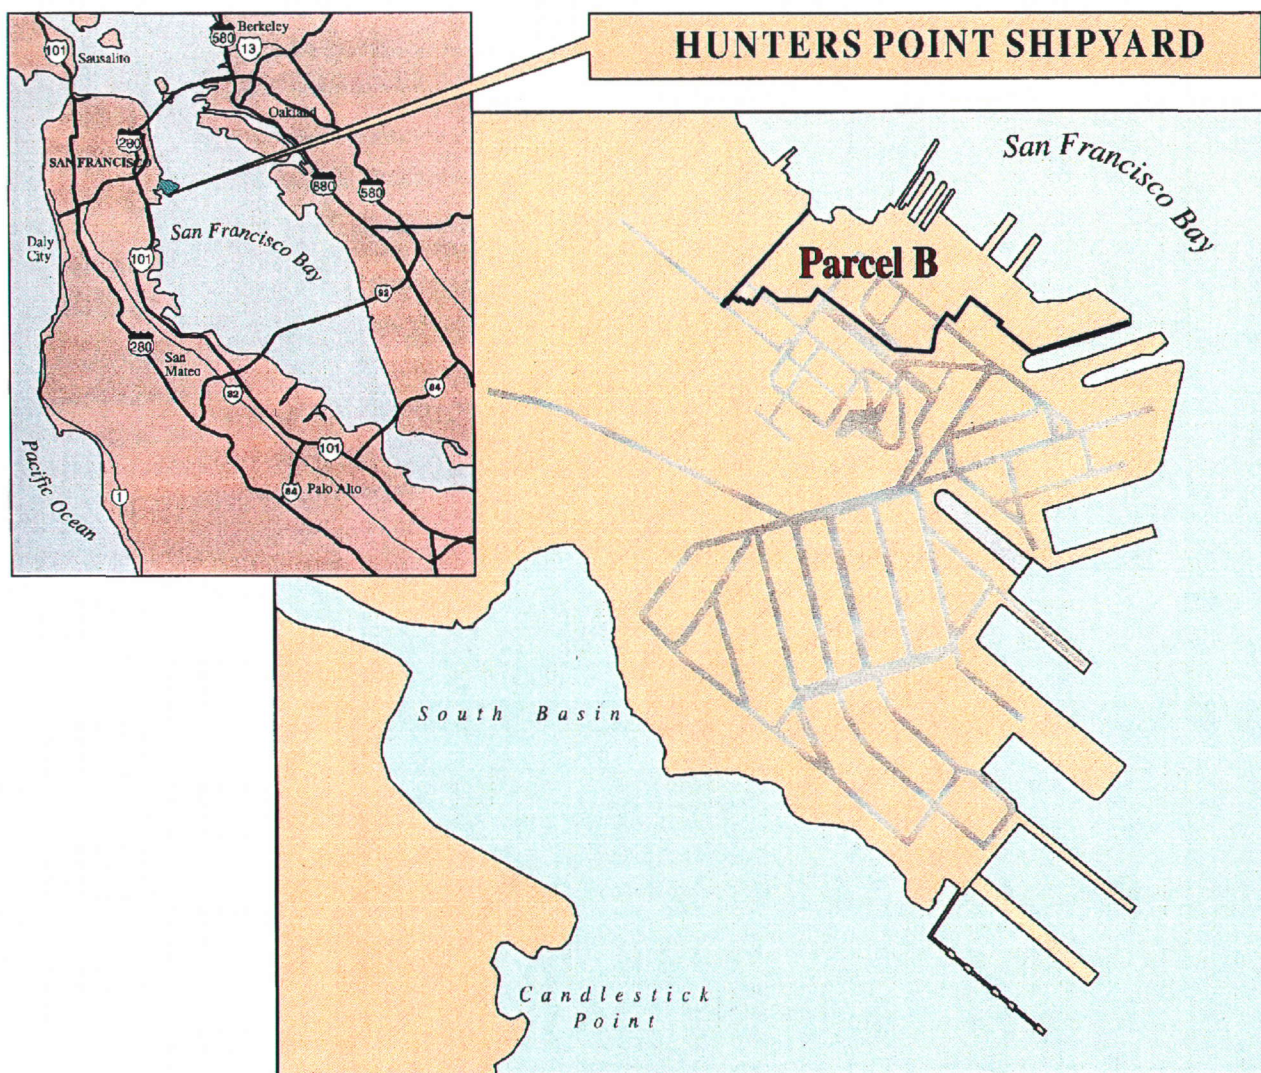 HUNTERS POINT SHIPYARD
101
Sausalito
580
Berkeley
13
Oakland
280
SAN FRANCISCO
880
580
Daly
City
101
San Francisco Bay
92
280
San
Mateo
82
84
101
84
Palo Alto
1
Pacific Ocean
San Francisco Bay
Parcel B
South Basin
Candlestick
Point